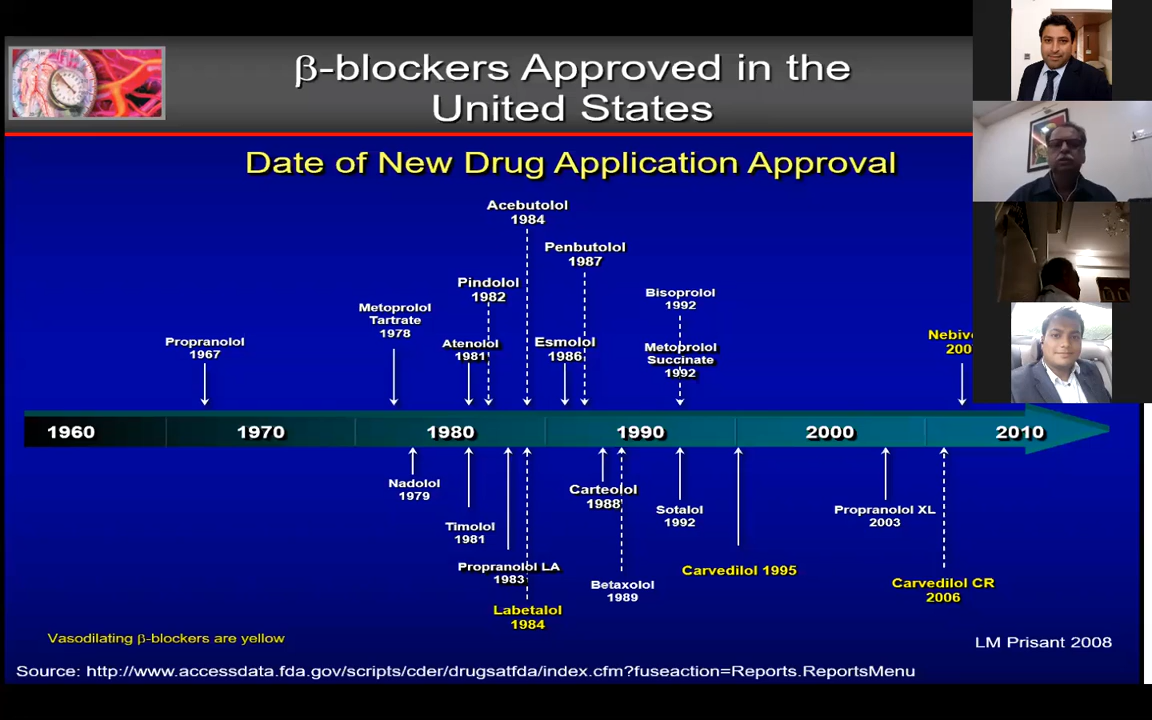 β-blockers Approved in the
United States
Date of New Drug Application Approval
Acebutolol
1984
Penbutolol
1987
Pindolol
1982
Bisoprolol
1992
Metoprolol
Tartrate
1978
Propranolol
1967
Atenolol
1981
Esmolol
1986
Metoprolol
Succinate
1992
1960 1970 1980 1990 2000 2010
Nadolol
1979
Timolol
1981
Propranolol LA
1983
Labetalol
1984
Carteolol
1988
Betaxolol
1989
Sotalol
1992
Carvedilol 1995
Propranolol XL
2003
Carvedilol CR
2006
Vasodilating β-blockers are yellow
LM Prisant 2008
Source: http://www.accessdata.fda.gov/scripts/cder/drugsatfda/index.cfm?fuseaction=Reports.ReportsMenu